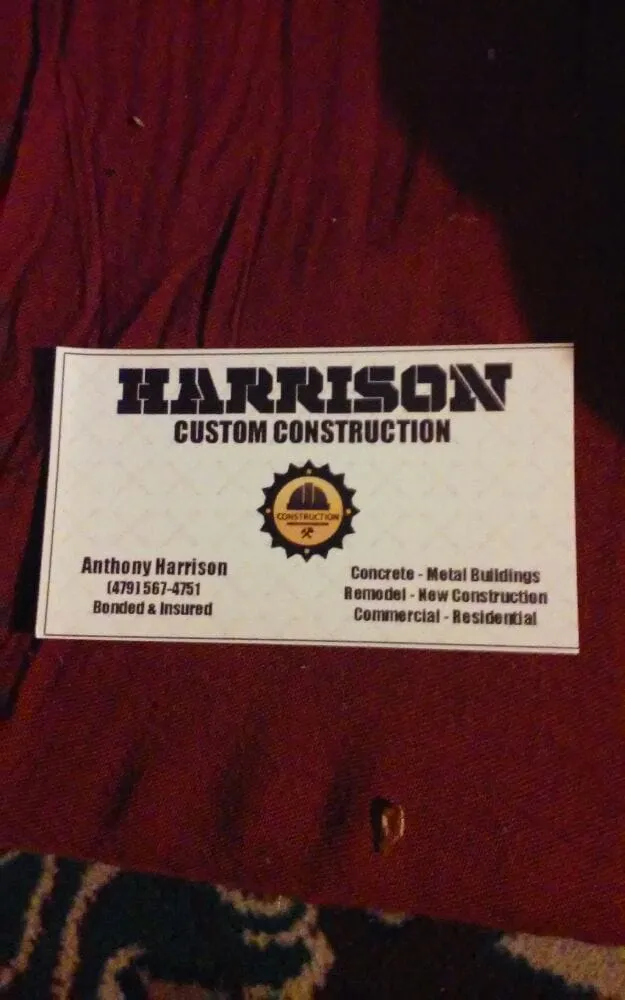 HARRISON
CUSTOM CONSTRUCTION
CONSTRUCTION
Anthony Harrison
(479) 567-4751
Bonded & Insured
Concrete - Metal Buildings
Remodel - New Construction
Commercial - Residential